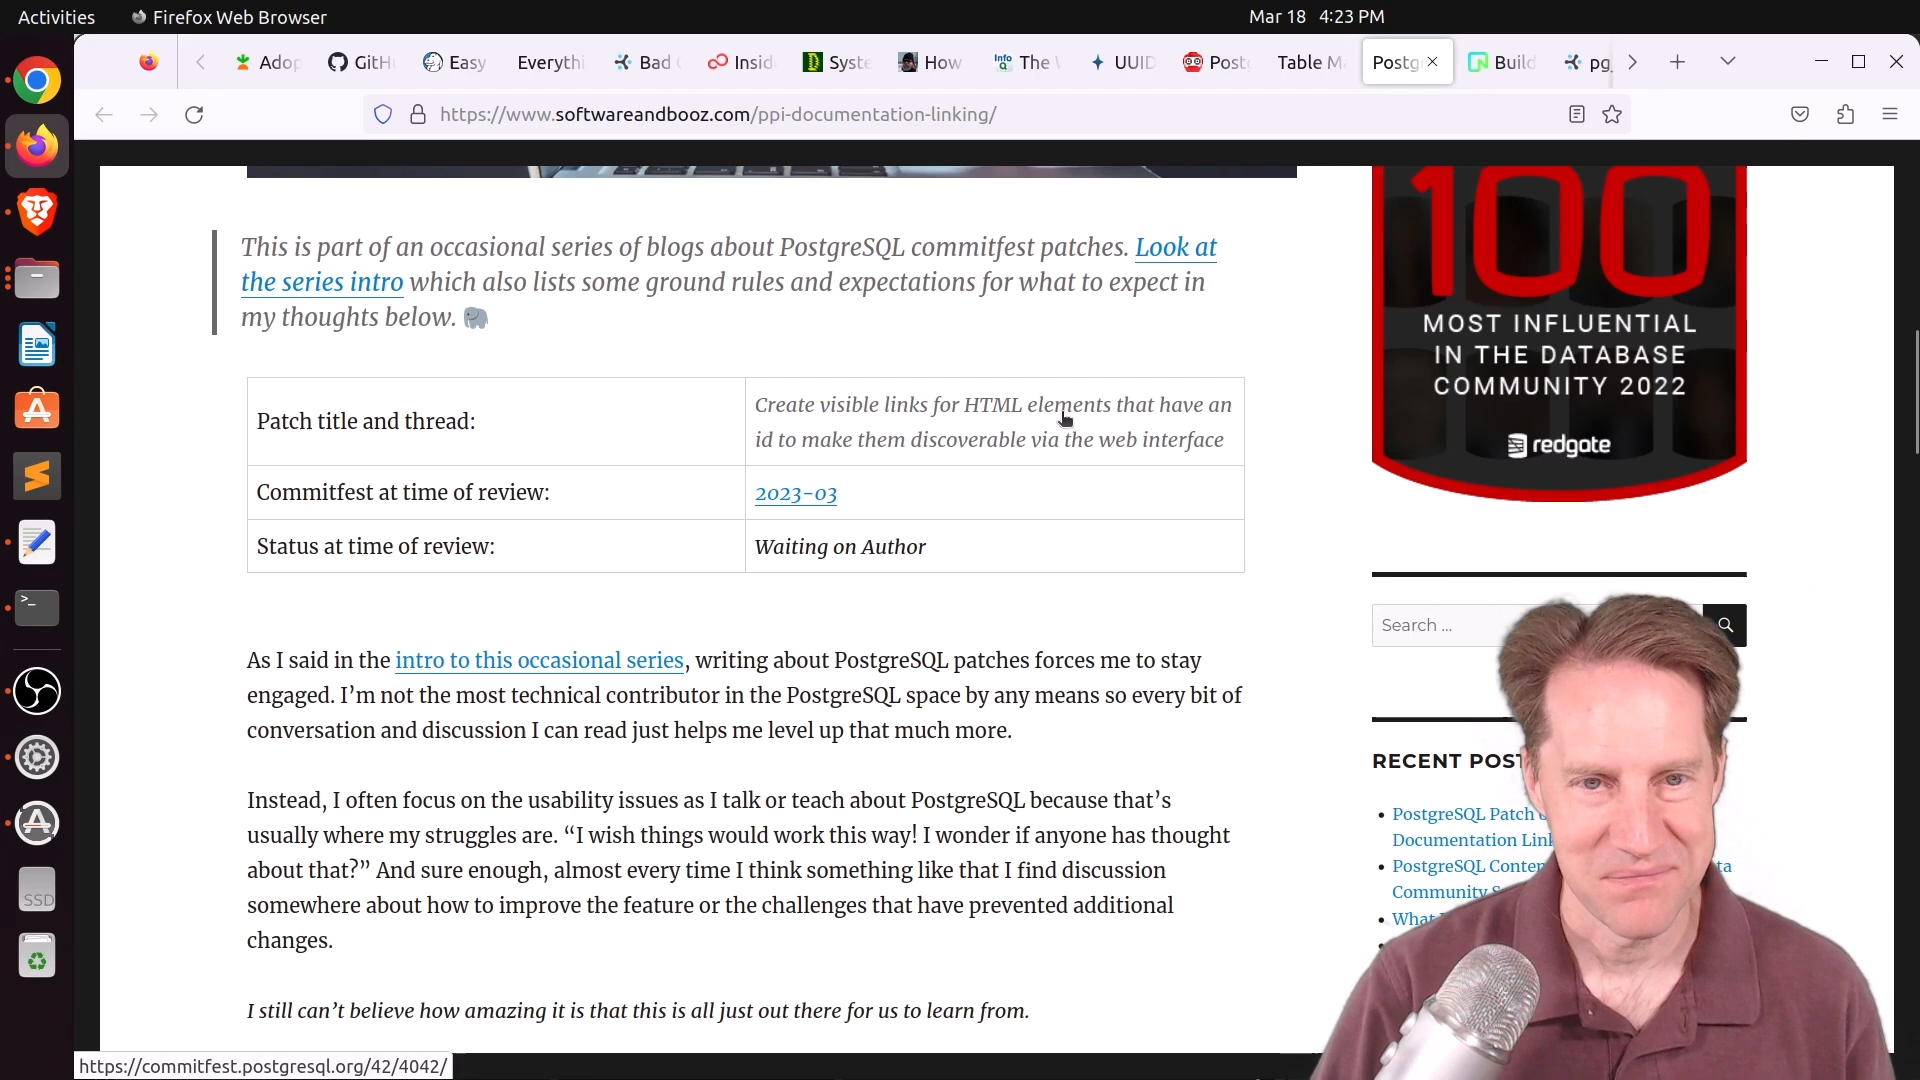 Activities
Firefox Web Browser
Mar 18 4:23 PM
Adop
GitH
Easy
Everythi
Bad
Insid
Syste
How
The
UUID
Postg
Table M
Postg
Build
pg_
https://www.softwareandbooz.com/ppi-documentation-linking/
This is part of an occasional series of blogs about PostgreSQL commitfest patches. Look at
the series intro which also lists some ground rules and expectations for what to expect in
my thoughts below. 🐘
Patch title and thread:
Create visible links for HTML elements that have an
id to make them discoverable via the web interface
Commitfest at time of review:
2023-03
Status at time of review:
Waiting on Author
As I said in the intro to this occasional series, writing about PostgreSQL patches forces me to stay
engaged. I’m not the most technical contributor in the PostgreSQL space by any means so every bit of
conversation and discussion I can read just helps me level up that much more.
Instead, I often focus on the usability issues as I talk or teach about PostgreSQL because that’s
usually where my struggles are. “I wish things would work this way! I wonder if anyone has thought
about that?” And sure enough, almost every time I think something like that I find discussion
somewhere about how to improve the feature or the challenges that have prevented additional
changes.
I still can’t believe how amazing it is that this is all just out there for us to learn from.
100
MOST INFLUENTIAL
IN THE DATABASE
COMMUNITY 2022
redgate
Search ...
RECENT POST
PostgreSQL Patch
Documentation Link
PostgreSQL Conten
Community S
What
SSD
https://commitfest.postgresql.org/42/4042/